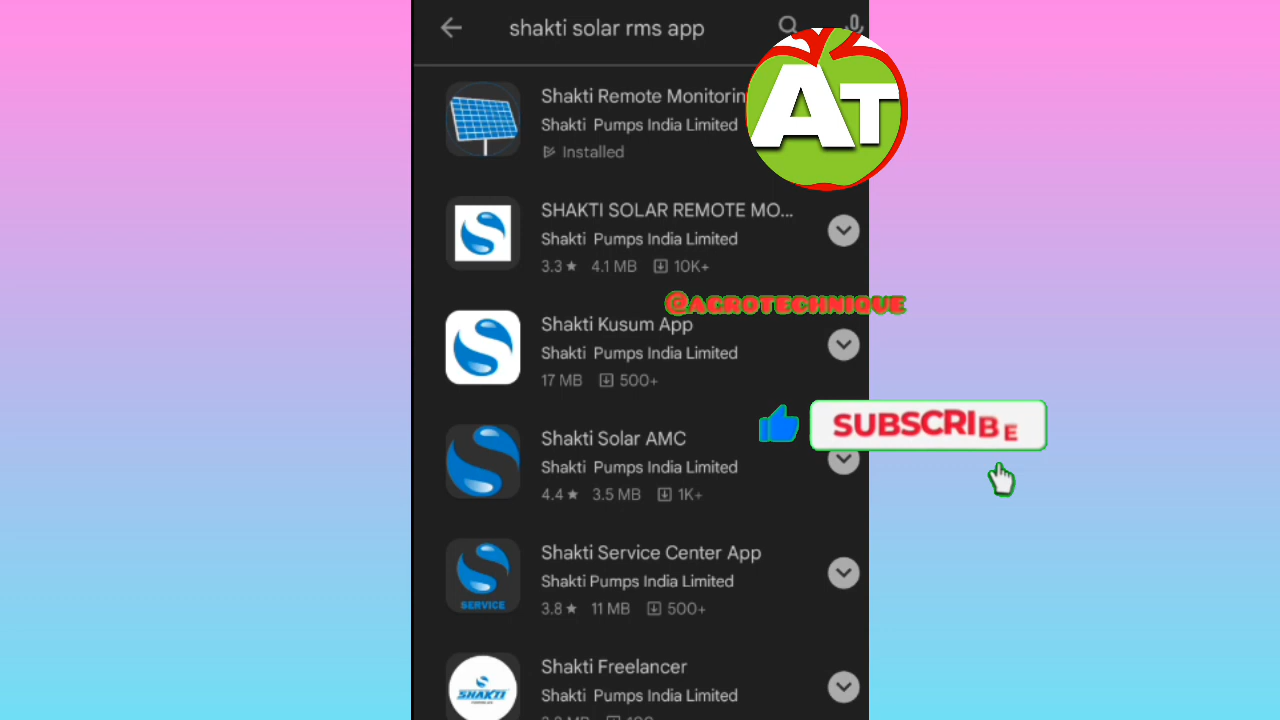 shakti solar rms app
Shakti Remote Monitorin
Shakti Pumps India Limited
Installed
AT
SHAKTI SOLAR REMOTE MO...
Shakti Pumps India Limited
3.3★ 4.1 MB 10K+
@AGROTECHNIQUE
Shakti Kusum App
Shakti Pumps India Limited
17 MB 500+
SUBSCRIBE
Shakti Solar AMC
Shakti Pumps India Limited
4.4★ 3.5 MB 1K+
Shakti Service Center App
Shakti Pumps India Limited
SERVICE
3.8★ 11 MB 500+
Shakti Freelancer
SHAKTI
Shakti Pumps India Limited